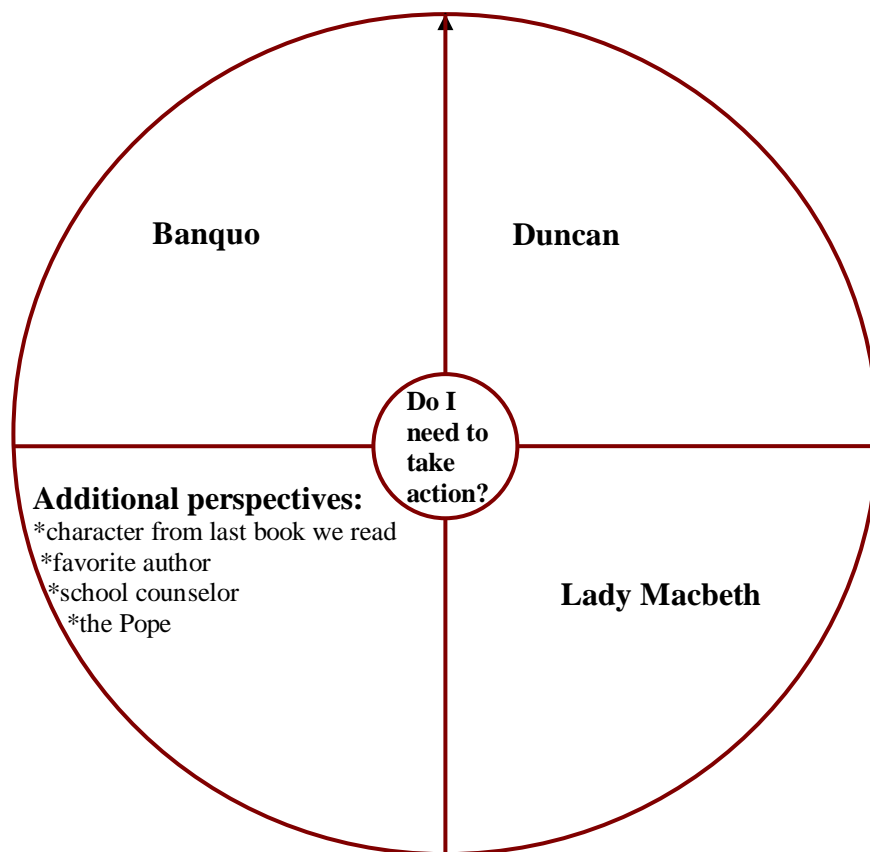 Banquo
Duncan
Do I
need to
take
action?
Additional perspectives:
*character from last book we read
*favorite author
*school counselor
*the Pope
Lady Macbeth